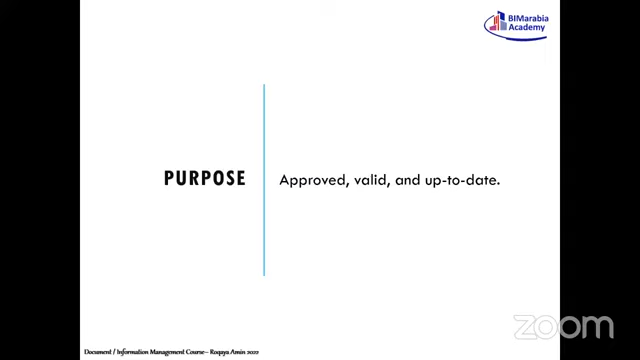 BIMarabia
Academy
PURPOSE
Approved, valid, and up-to-date.
Document / Information Management Course– Roqaya Amin 2022
zoom